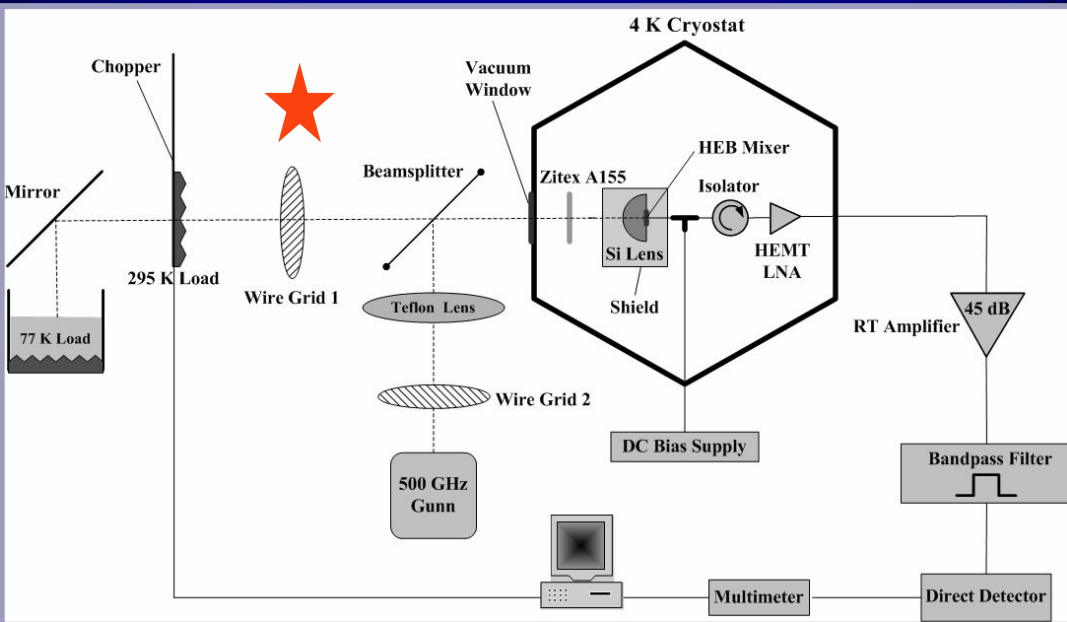 4 K Cryostat
Chopper
Vacuum
Window
HEB Mixer
Mirror
Beamsplitter
Zitex A155
Isolator
295 K Load
Wire Grid 1
Si Lens
HEMT
LNA
77 K Load
Teflon Lens
Shield
RT Amplifier
45 dB
Wire Grid 2
DC Bias Supply
Bandpass Filter
500 GHz
Gunn
Multimeter
Direct Detector